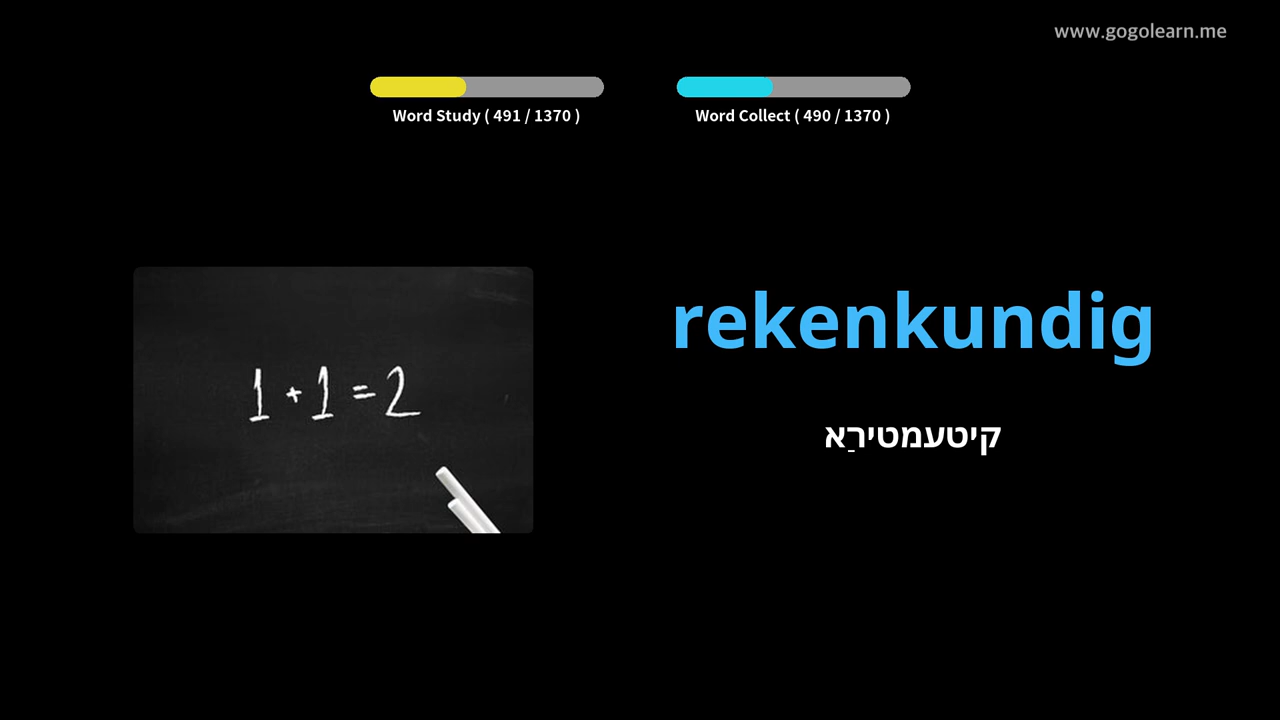 www.gogolearn.me
Word Study ( 491 / 1370 )
Word Collect ( 490 / 1370 )
rekenkundig
1 + 1 = 2
קיטעמטירַא